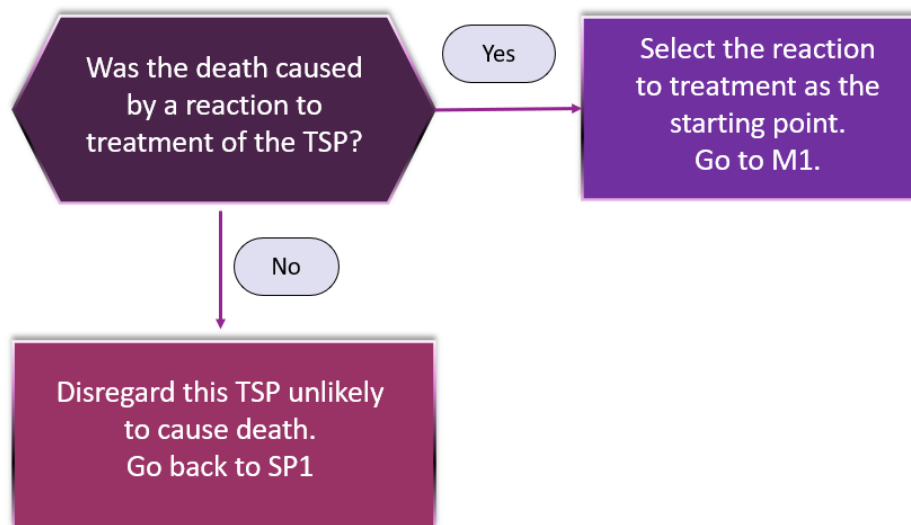 Was the death caused
by a reaction to
treatment of the TSP?
Yes
Select the reaction
to treatment as the
starting point.
Go to M1.
No
Disregard this TSP unlikely
to cause death.
Go back to SP1